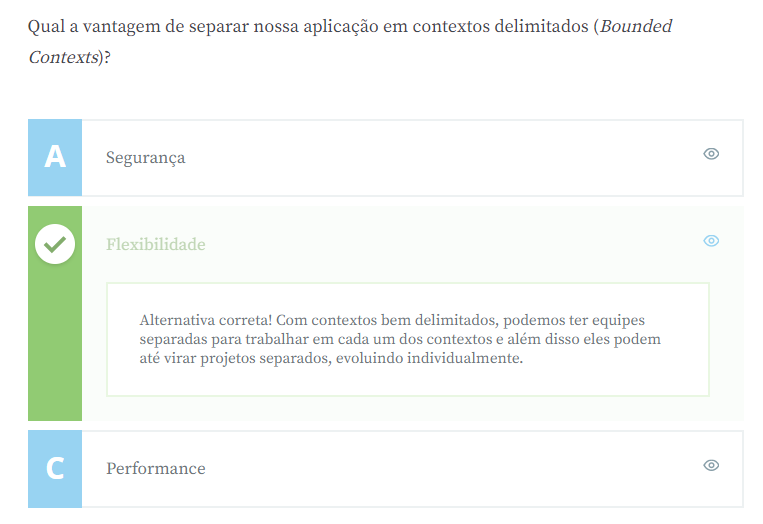 Qual a vantagem de separar nossa aplicação em contextos delimitados (Bounded
Contexts)?
A
Segurança
Flexibilidade
Alternativa correta! Com contextos bem delimitados, podemos ter equipes
separadas para trabalhar em cada um dos contextos e além disso eles podem
até virar projetos separados, evoluindo individualmente.
C
Performance